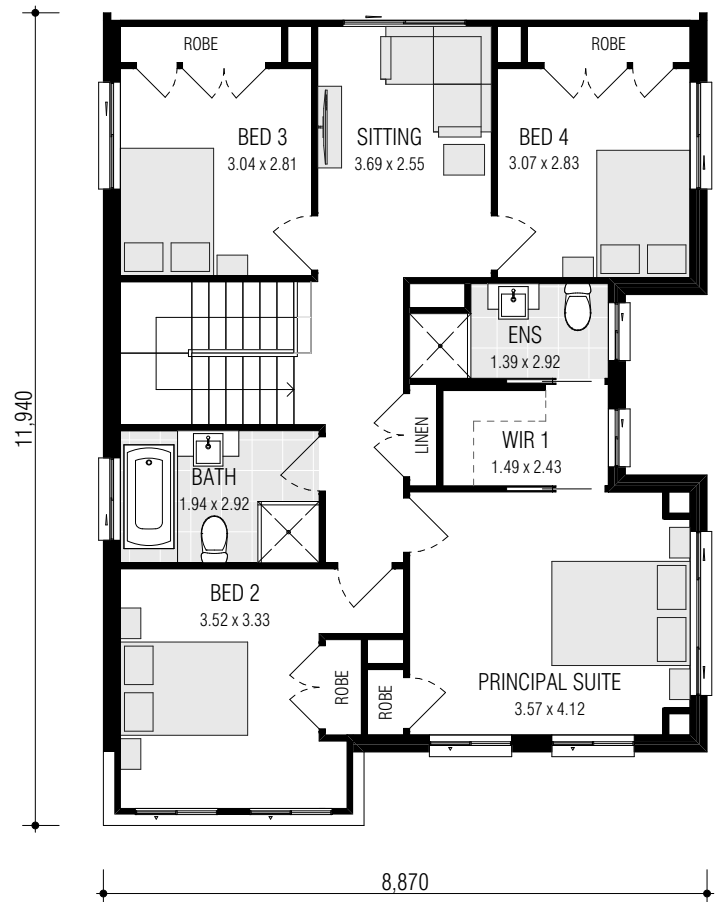 ROBE
ROBE
BED 3
3.04 x 2.81
SITTING
3.69 x 2.55
BED 4
3.07 x 2.83
ENS
1.39 x 2.92
11,940
LINEN
WIR 1
1.49 x 2.43
BATH
1.94 x 2.92
BED 2
3.52 x 3.33
ROBE
ROBE
PRINCIPAL SUITE
3.57 x 4.12
8,870